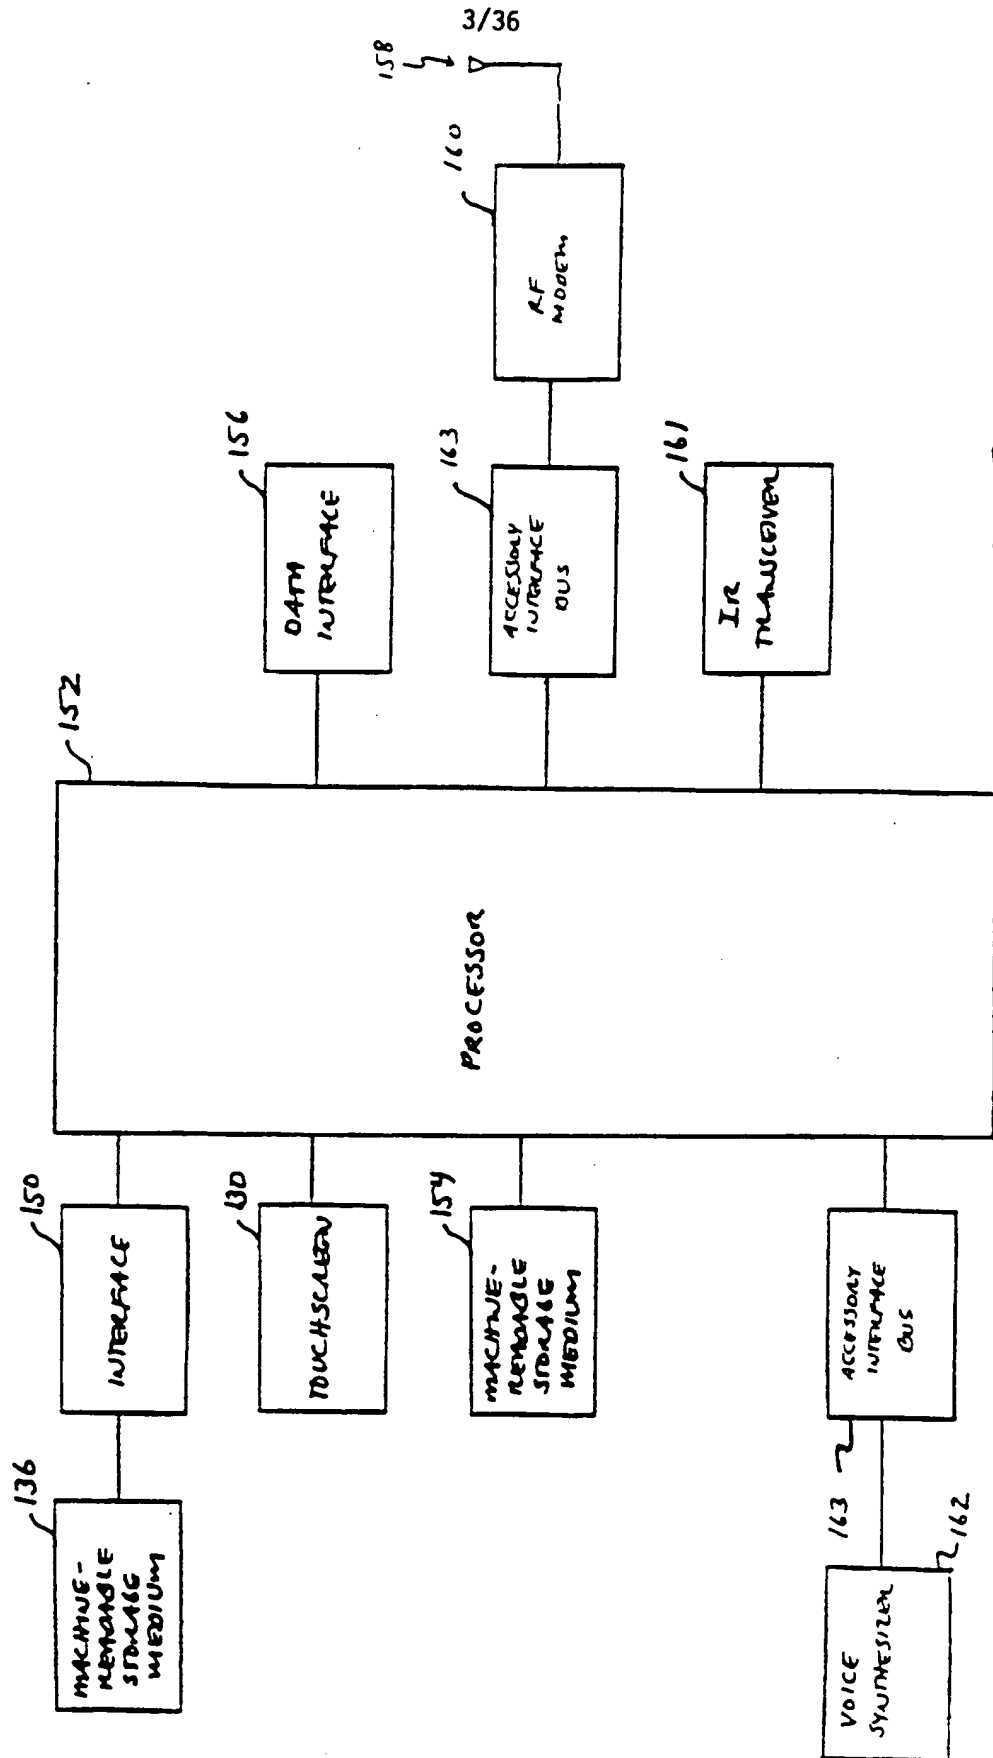 3/36
158
160
RF
MODEM
156
DATA
INTERFACE
163
ACCESSORY
INTERFACE
BUS
161
IR
TRANSCEIVER
152
PROCESSOR
150
INTERFACE
130
TOUCHSCREEN
154
MACHINE-
READABLE
STORAGE
MEDIUM
ACCESSORY
INTERFACE
BUS
136
MACHINE-
READABLE
STORAGE
MEDIUM
163
162
VOICE
SYNTHESIZER